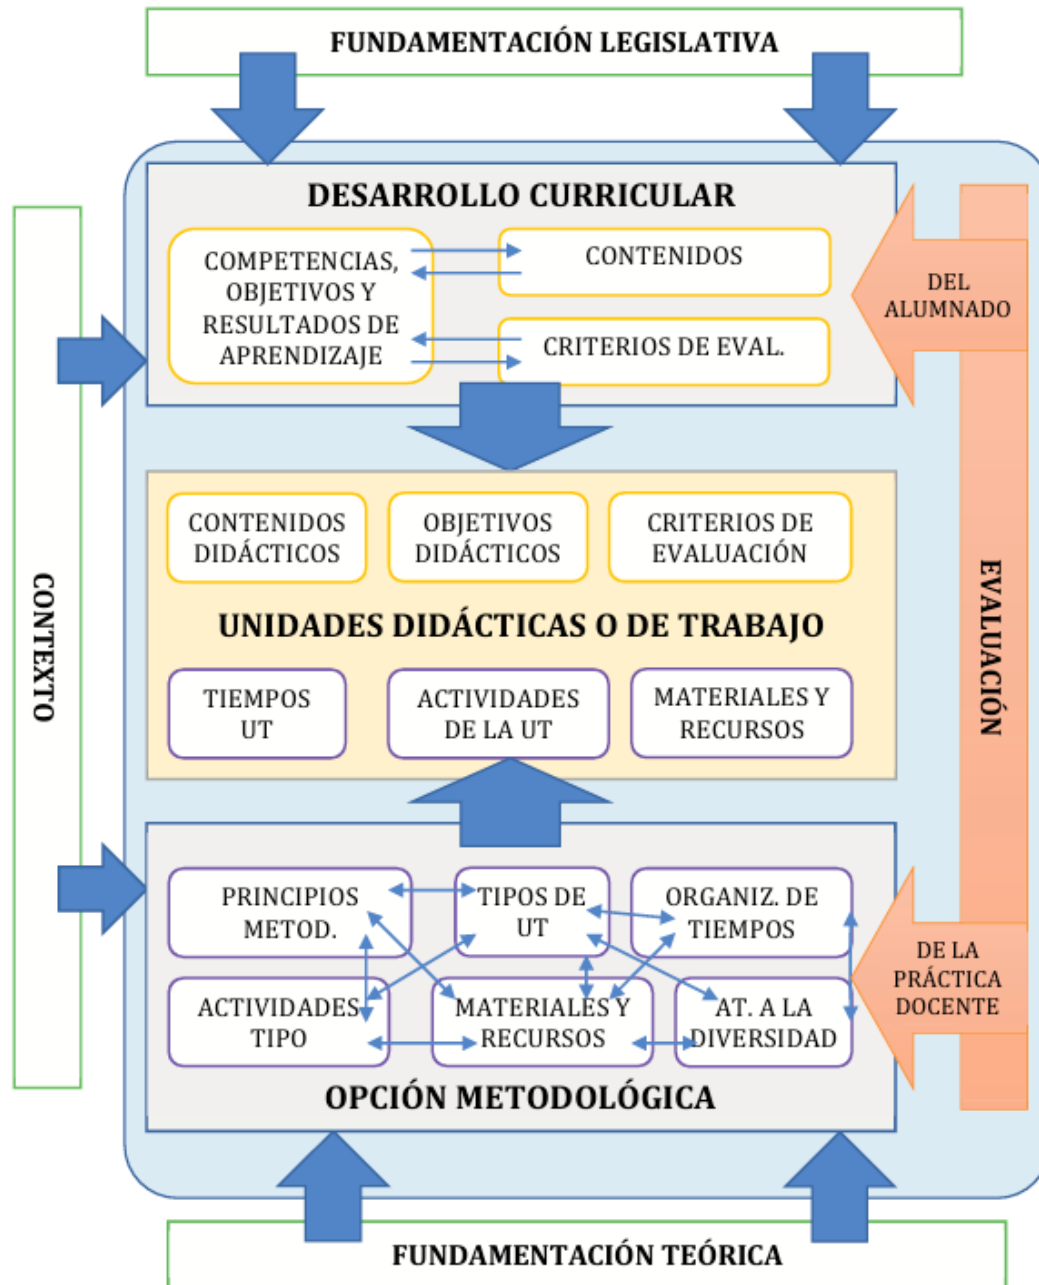 FUNDAMENTACIÓN LEGISLATIVA
DESARROLLO CURRICULAR
COMPETENCIAS,
OBJETIVOS Y
RESULTADOS DE
APRENDIZAJE
CONTENIDOS
CRITERIOS DE EVAL.
DEL
ALUMNADO
CONTEXTO
CONTENIDOS
DIDÁCTICOS
OBJETIVOS
DIDÁCTICOS
CRITERIOS DE
EVALUACIÓN
UNIDADES DIDÁCTICAS O DE TRABAJO
TIEMPOS
UT
ACTIVIDADES
DE LA UT
MATERIALES Y
RECURSOS
EVALUACIÓN
PRINCIPIOS
METOD.
TIPOS DE
UT
ORGANIZ. DE
TIEMPOS
ACTIVIDADES
TIPO
MATERIALES Y
RECURSOS
AT. A LA
DIVERSIDAD
DE LA
PRÁCTICA
DOCENTE
OPCIÓN METODOLÓGICA
FUNDAMENTACIÓN TEÓRICA